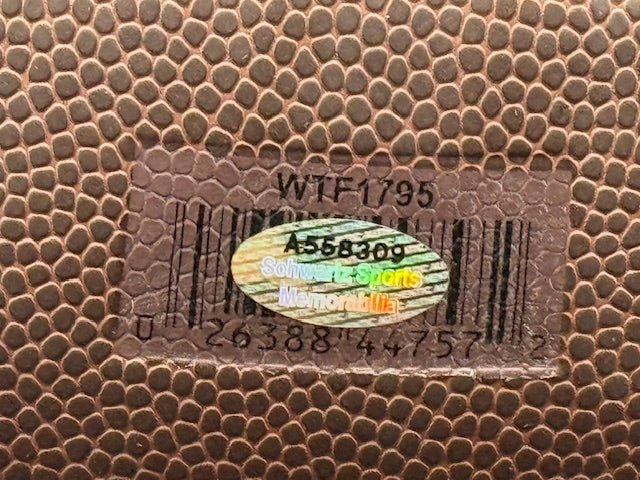 WTF1795
A558309
Schwartz Sports
Memorabilia
0 26388 44757 2